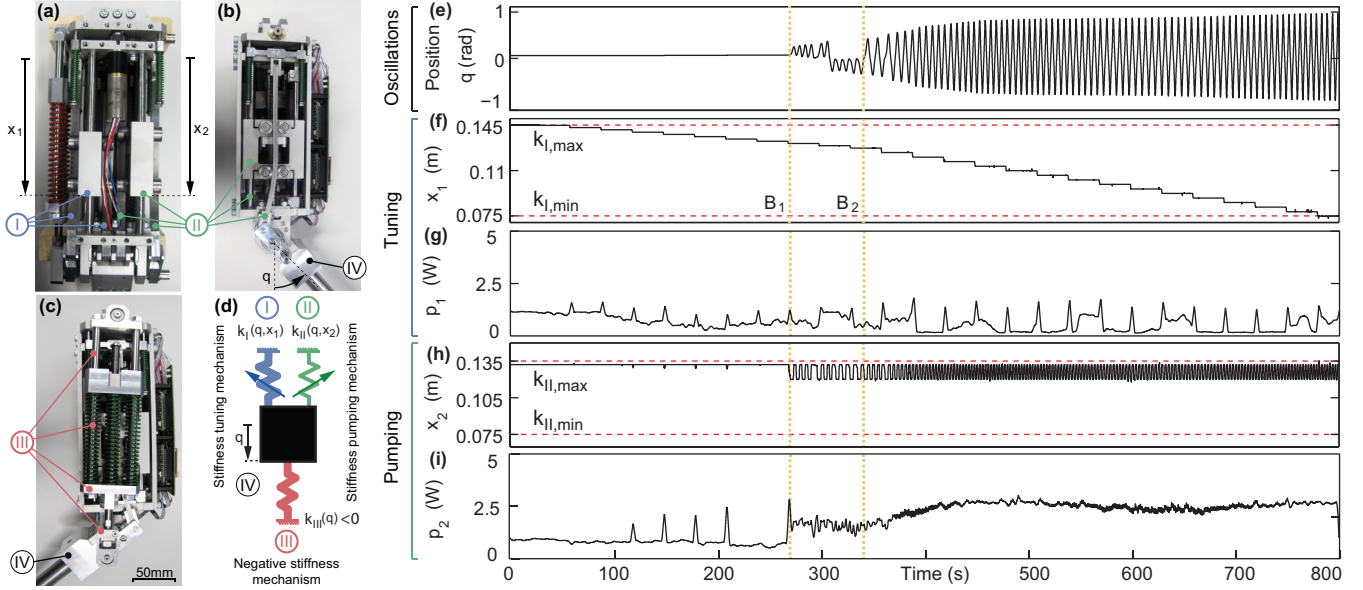 (a)
x₁
x₂
I
II
(b)
IV
q
(c)
III
IV
50mm
(d)
I
II
kI(q,x₁)
kII(q,x₂)
Stiffness tuning mechanism
Stiffness pumping mechanism
q
IV
kIII(q) <0
III
Negative stiffness
mechanism
Oscillations
Tuning
Pumping
(e)
Position
q (rad)
1
0
−1
(f)
x₁ (m)
0.145
0.11
0.075
kI,max
kI,min
B₁
B₂
(g)
p₁ (W)
5
2.5
0
(h)
x₂ (m)
0.135
0.105
0.075
kII,max
kII,min
(i)
p₂ (W)
5
2.5
0
0
100
200
300
400
Time (s)
500
600
700
800